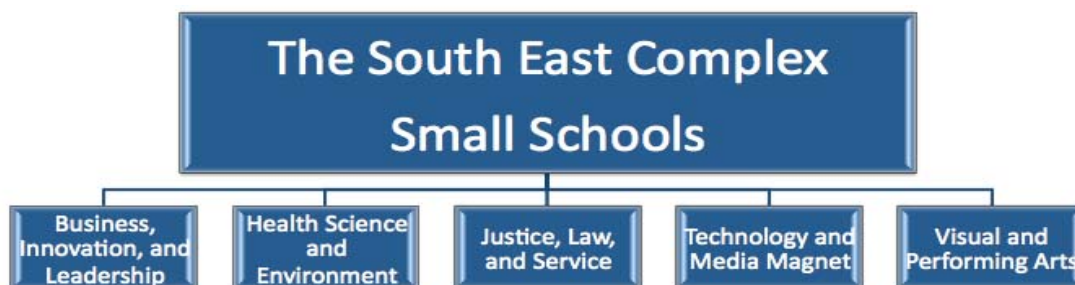 The South East Complex
Small Schools
Business,
Innovation, and
Leadership
Health Science
and
Environment
Justice, Law,
and Service
Technology and
Media Magnet
Visual and
Performing Arts